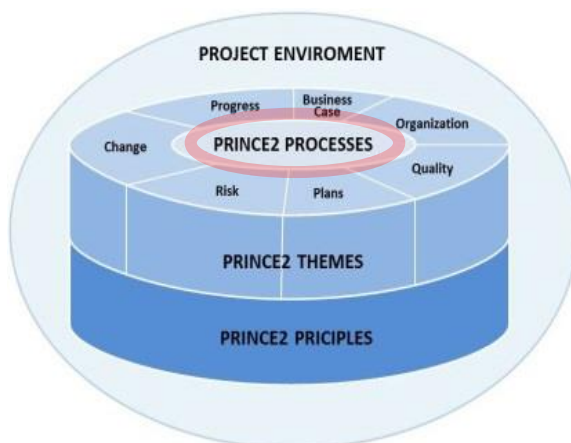 PROJECT ENVIROMENT
Progress
Business
Case
Organization
Change
PRINCE2 PROCESSES
Quality
Risk
Plans
PRINCE2 THEMES
PRINCE2 PRICIPLES